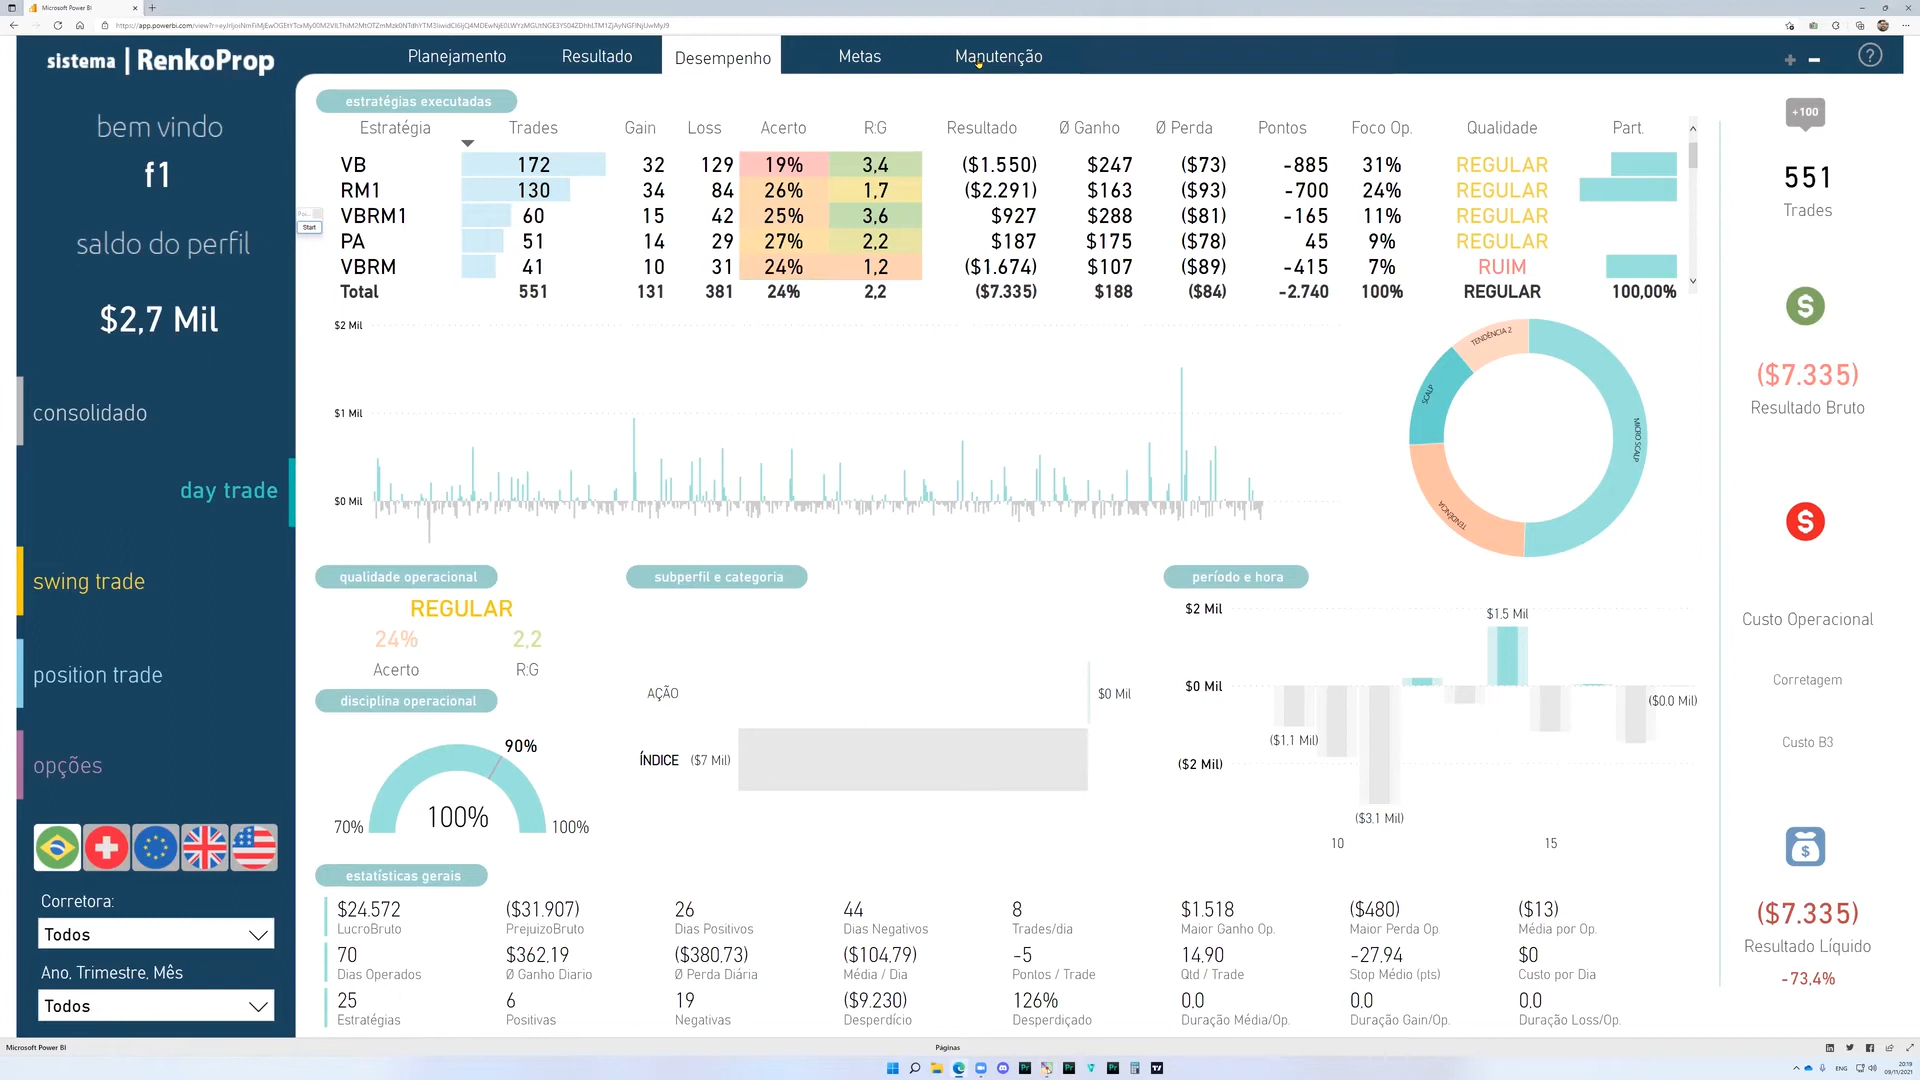 Microsoft Power BI
sistema | RenkoProp
Planejamento Resultado Desempenho Metas Manutenção
bem vindo
f1
saldo do perfil
$2,7 Mil
consolidado
day trade
swing trade
position trade
opções
Corretora:
Todos
Ano, Trimestre, Mês
Todos
Start
estratégias executadas
Estratégia Trades Gain Loss Acerto R:G Resultado Ø Ganho Ø Perda Pontos Foco Op. Qualidade Part.
VB 172 32 129 19% 3,4 ($1.550) $247 ($73) -885 31% REGULAR
RM1 130 34 84 26% 1,7 ($2.291) $163 ($93) -700 24% REGULAR
VBRM1 60 15 42 25% 3,6 $927 $288 ($81) -165 11% REGULAR
PA 51 14 29 27% 2,2 $187 $175 ($78) 45 9% REGULAR
VBRM 41 10 31 24% 1,2 ($1.674) $107 ($89) -415 7% RUIM
Total 551 131 381 24% 2,2 ($7.335) $188 ($84) -2.740 100% REGULAR 100,00%
$2 Mil
$1 Mil
$0 Mil
TENDÊNCIA 2
SCALP
MICRO SCALP
TENDÊNCIA
qualidade operacional
REGULAR
24% 2,2
Acerto R:G
disciplina operacional
90%
100%
70% 100%
subperfil e categoria
AÇÃO $0 Mil
ÍNDICE ($7 Mil)
período e hora
$2 Mil
$1.5 Mil
$0 Mil
($0.0 Mil)
($1.1 Mil)
($2 Mil)
($3.1 Mil)
10 15
estatísticas gerais
$24.572 ($31.907) 26 44 8 $1.518 ($480) ($13)
LucroBruto PrejuizoBruto Dias Positivos Dias Negativos Trades/dia Maior Ganho Op. Maior Perda Op. Média por Op.
70 $362,19 ($380,73) ($104,79) -5 14,90 -27,94 $0
Dias Operados Ø Ganho Diario Ø Perda Diária Média / Dia Pontos / Trade Qtd / Trade Stop Médio (pts) Custo por Dia
25 6 19 ($9.230) 126% 0,0 0,0 0,0
Estratégias Positivas Negativas Desperdício Desperdiçado Duração Média/Op. Duração Gain/Op. Duração Loss/Op.
+100
551
Trades
($7.335)
Resultado Bruto
Custo Operacional
Corretagem
Custo B3
($7.335)
Resultado Líquido
-73,4%
Microsoft Power BI
Páginas
ENG
20:19
09/11/2021